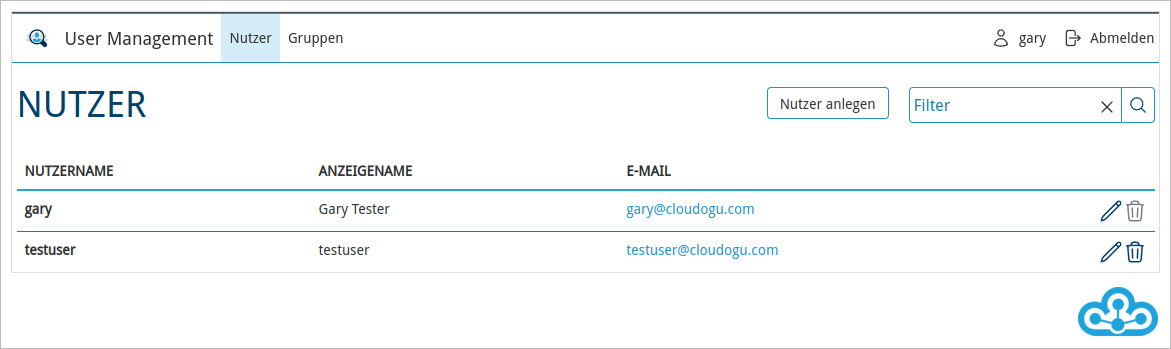 User Management Nutzer Gruppen gary Abmelden
NUTZER Nutzer anlegen Filter
NUTZERNAME ANZEIGENAME E-MAIL
gary Gary Tester gary@cloudogu.com
testuser testuser testuser@cloudogu.com